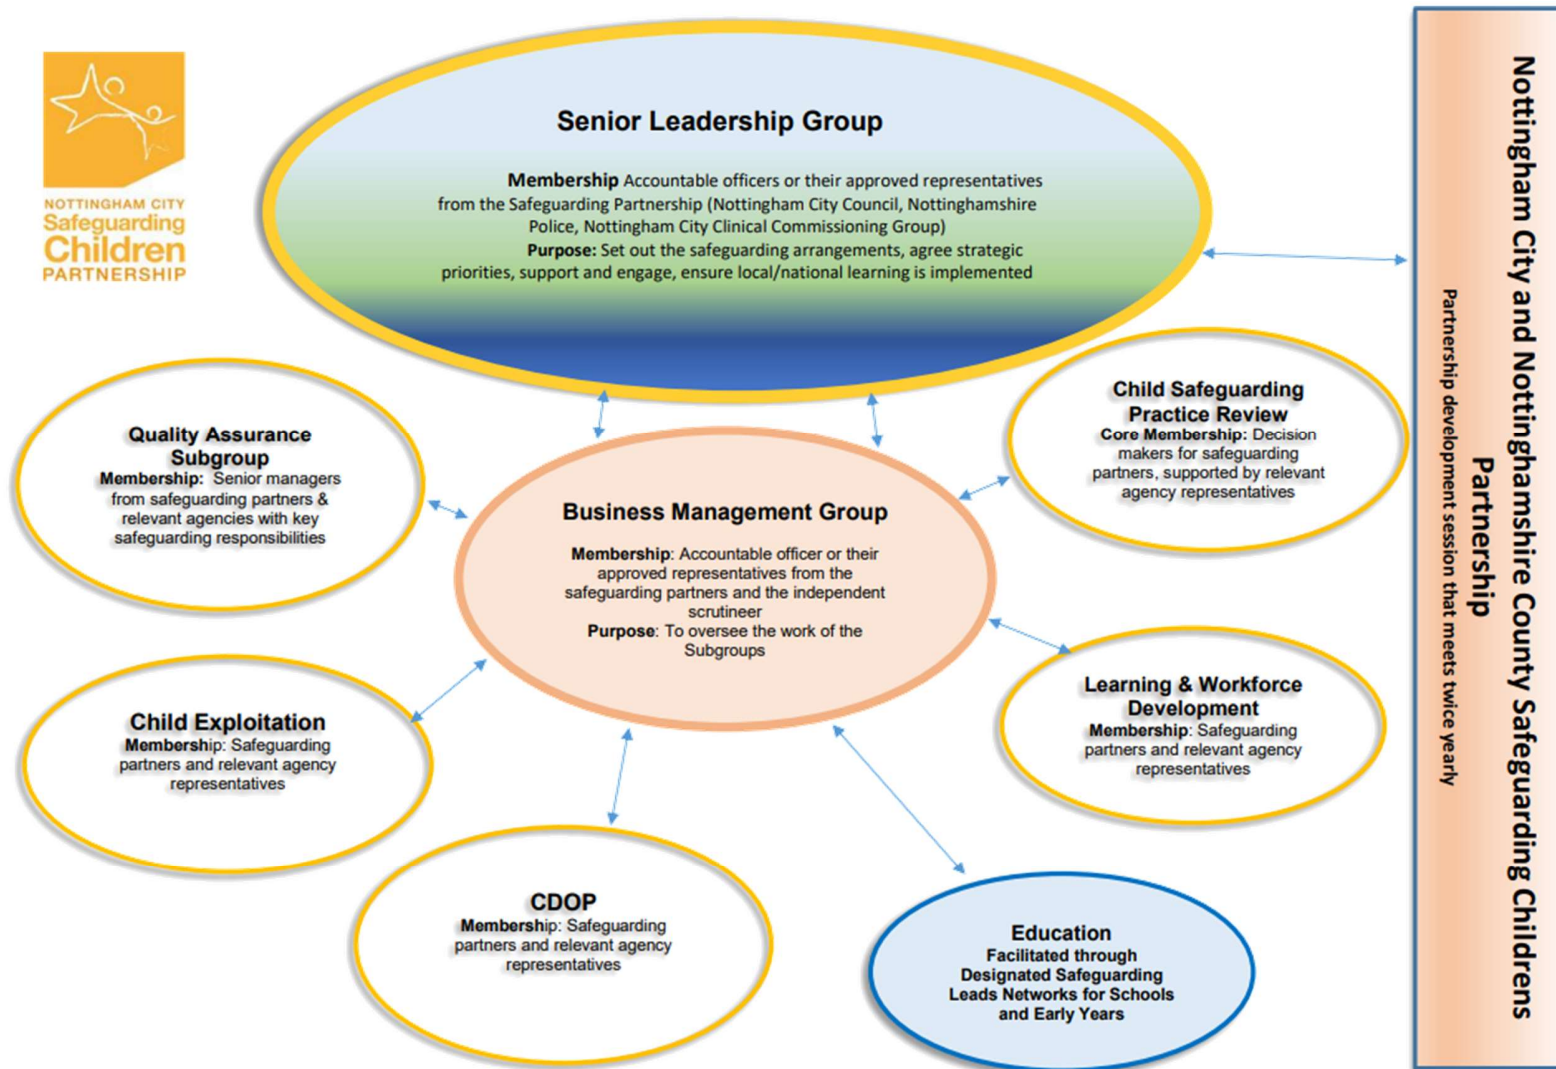 NOTTINGHAM CITY
Safeguarding
Children
PARTNERSHIP
Senior Leadership Group
Membership Accountable officers or their approved representatives
from the Safeguarding Partnership (Nottingham City Council, Nottinghamshire
Police, Nottingham City Clinical Commissioning Group)
Purpose: Set out the safeguarding arrangements, agree strategic
priorities, support and engage, ensure local/national learning is implemented
Quality Assurance
Subgroup
Membership: Senior managers
from safeguarding partners &
relevant agencies with key
safeguarding responsibilities
Business Management Group
Membership: Accountable officer or their
approved representatives from the
safeguarding partners and the independent
scrutineer
Purpose: To oversee the work of the
Subgroups
Child Safeguarding
Practice Review
Core Membership: Decision
makers for safeguarding
partners, supported by relevant
agency representatives
Child Exploitation
Membership: Safeguarding
partners and relevant agency
representatives
Learning & Workforce
Development
Membership: Safeguarding
partners and relevant agency
representatives
CDOP
Membership: Safeguarding
partners and relevant agency
representatives
Education
Facilitated through
Designated Safeguarding
Leads Networks for Schools
and Early Years
Nottingham City and Nottinghamshire County Safeguarding Childrens
Partnership
Partnership development session that meets twice yearly